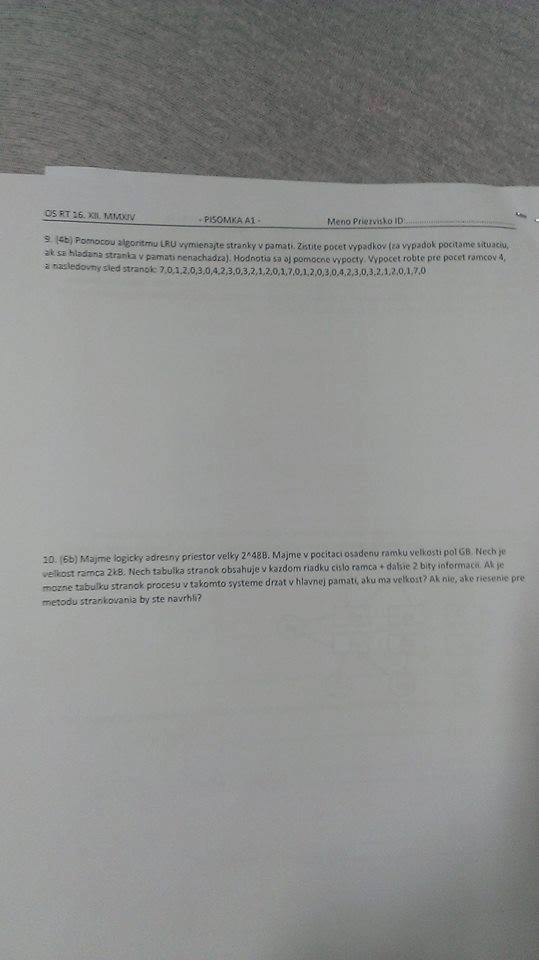 OS RT 16. XII. MMXIV - PISOMKA A1 - Meno Priezvisko ID:..........................................
9. (4b) Pomocou algoritmu LRU vymienajte stranky v pamati. Zistite pocet vypadkov (za vypadok pocitame situaciu,
ak sa hladana stranka v pamati nenachadza). Hodnotia sa aj pomocne vypocty. Vypocet robte pre pocet ramcov 4,
a nasledovny sled stranok: 7,0,1,2,0,3,0,4,2,3,0,3,2,1,2,0,1,7,0,1,2,0,3,0,4,2,3,0,3,2,1,2,0,1,7,0
10. (6b) Majme logicky adresny priestor velky 2^48B. Majme v pocitaci osadenu ramku velkosti pol GB. Nech je
velkost ramca 2kB. Nech tabulka stranok obsahuje v kazdom riadku cislo ramca + dalsie 2 bity informacii. Ak je
mozne tabulku stranok procesu v takomto systeme drzat v hlavnej pamati, aku ma velkost? Ak nie, ake riesenie pre
metodu strankovania by ste navrhli?